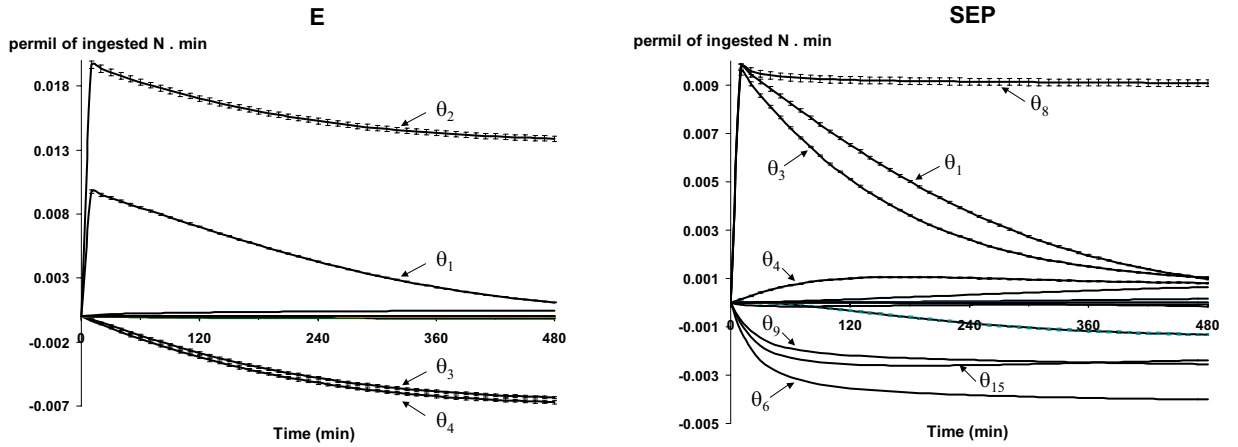 E
permil of ingested N . min
0.018
0.013
0.008
0.003
-0.002
-0.007
0 120 240 360 480
Time (min)
θ2
θ1
θ3
θ4
SEP
permil of ingested N . min
0.009
0.007
0.005
0.003
0.001
-0.001
-0.003
-0.005
0 120 240 360 480
Time (min)
θ8
θ1
θ3
θ4
θ9
θ15
θ6